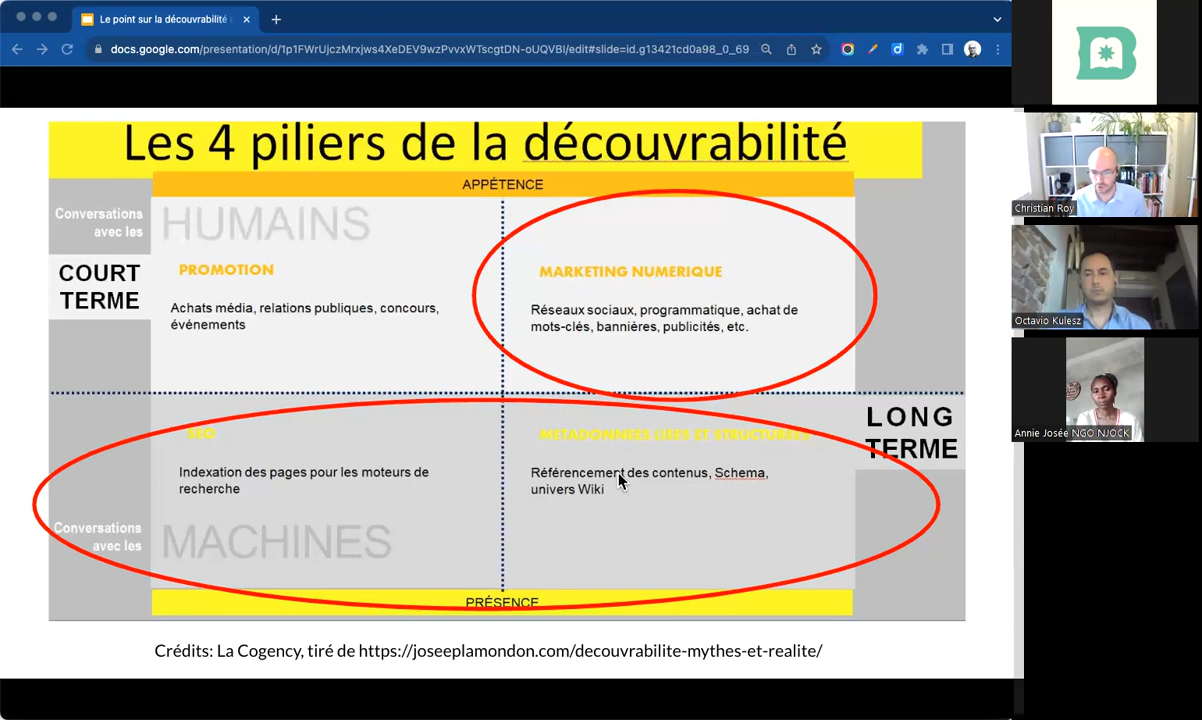 Le point sur la découvrabilité
docs.google.com/presentation/d/1p1FWrUjczMrxjws4XeDEV9wzPvvxWTscgtDN-oUQVBI/edit#slide=id.g13421cd0a98_0_69
Les 4 piliers de la découvrabilité
APPÉTENCE
Conversations
avec les
HUMAINS
COURT
TERME
PROMOTION
Achats média, relations publiques, concours,
événements
MARKETING NUMERIQUE
Réseaux sociaux, programmatique, achat de
mots-clés, bannières, publicités, etc.
LONG
TERME
SEO
Indexation des pages pour les moteurs de
recherche
METADONNEES LIEES ET STRUCTUREES
Référencement des contenus, Schema,
univers Wiki
Conversations
avec les
MACHINES
PRÉSENCE
Crédits: La Cogency, tiré de https://joseeplamondon.com/decouvrabilite-mythes-et-realite/
Christian Roy
Octavio Kulesz
Annie Josée NGO NJOCK